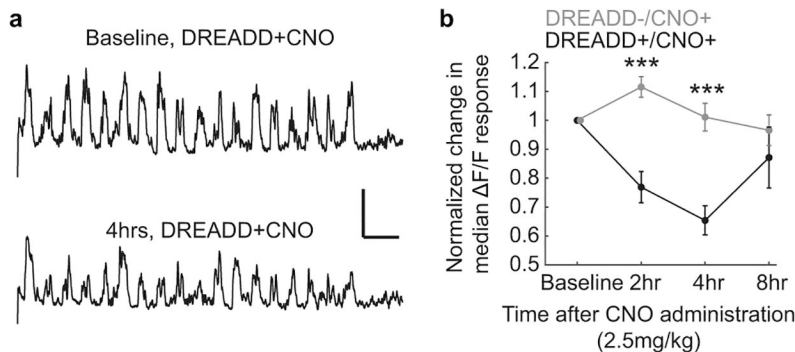 a
Baseline, DREADD+CNO
4hrs, DREADD+CNO
b
DREADD-/CNO+
DREADD+/CNO+
***
***
Normalized change in
median ΔF/F response
1.2
1.1
1
0.9
0.8
0.7
0.6
0.5
Baseline 2hr 4hr 8hr
Time after CNO administration
(2.5mg/kg)